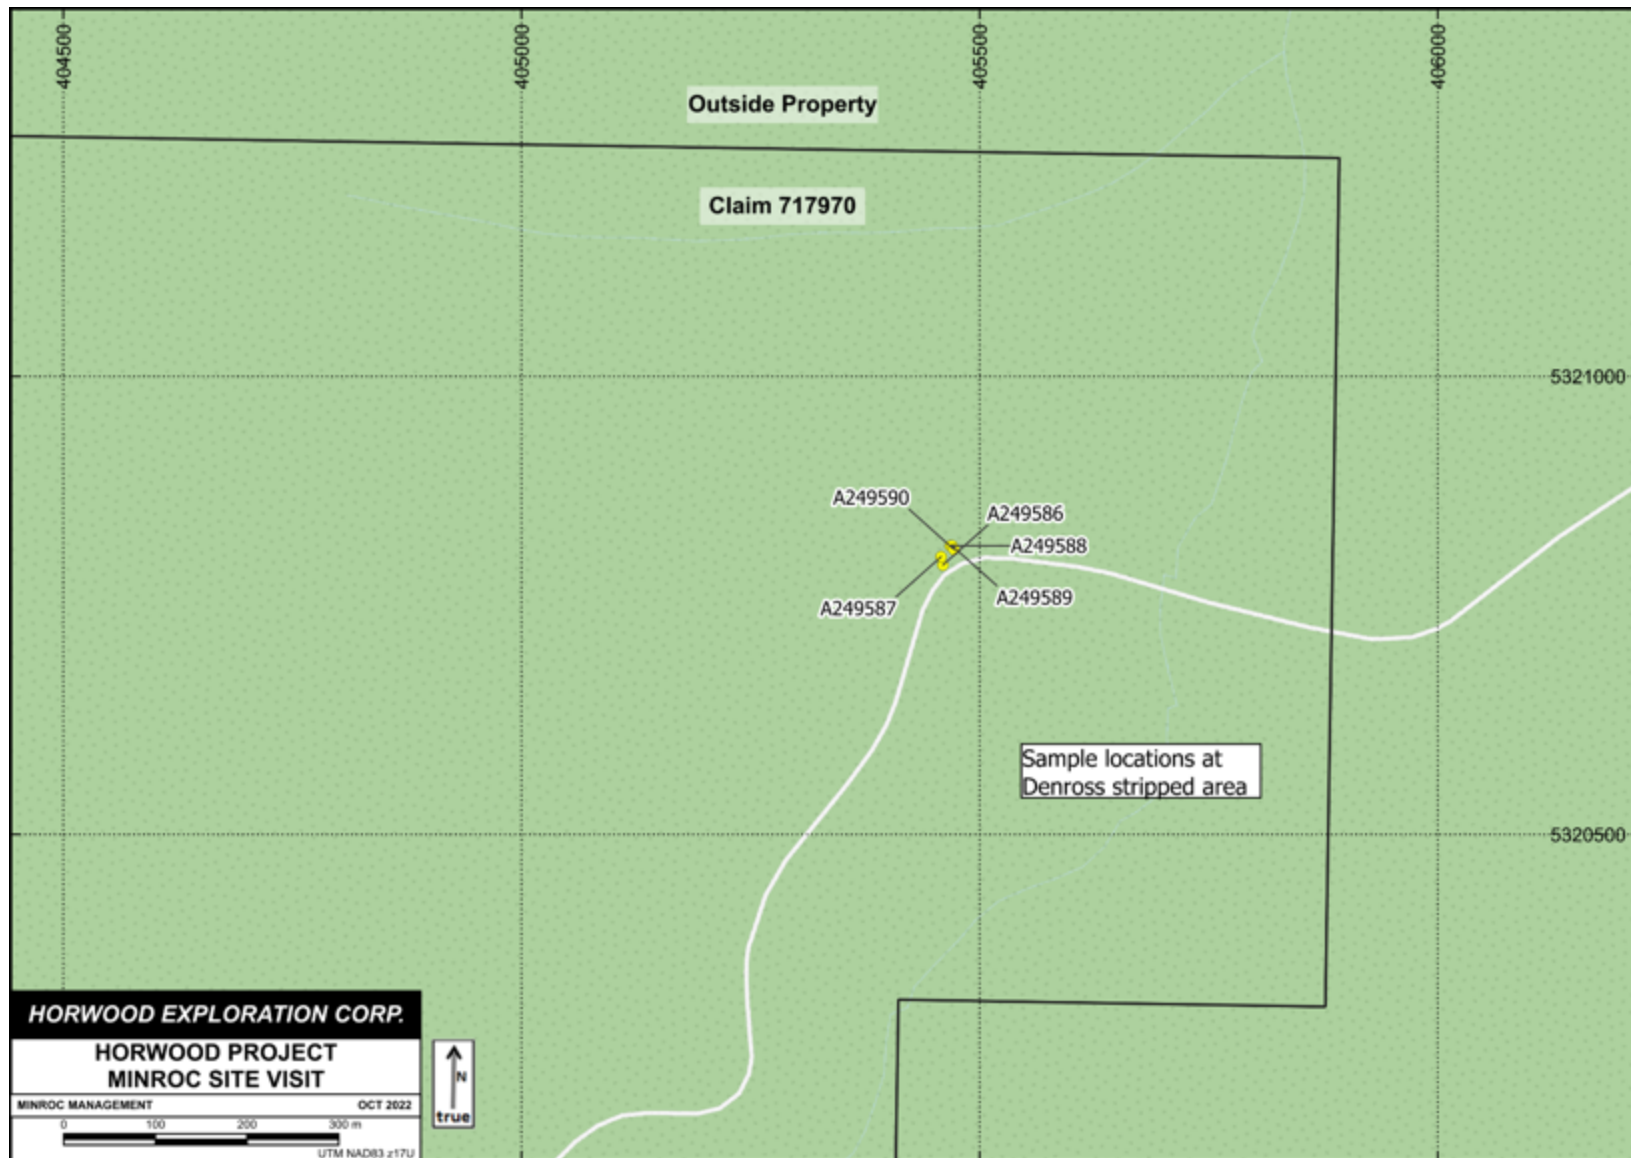 404500
405000
405500
406000
Outside Property
Claim 717970
5321000
A249590
A249586
A249588
A249587
A249589
Sample locations at
Denross stripped area
5320500
HORWOOD EXPLORATION CORP.
HORWOOD PROJECT
MINROC SITE VISIT
MINROC MANAGEMENT OCT 2022
0 100 200 300 m
UTM NAD83 z17U
N
true